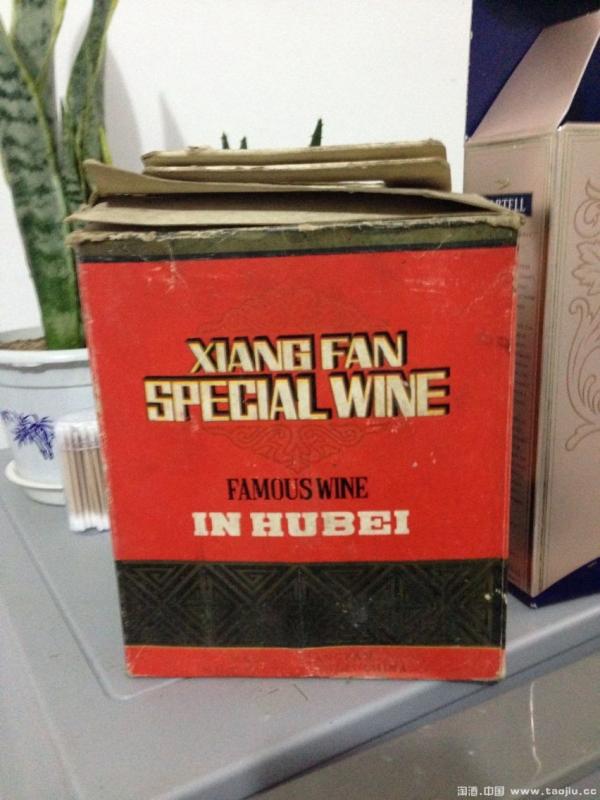 XIANG FAN
SPECIAL WINE
FAMOUS WINE
IN HUBEI
淘酒.中国 www.taojiu.cc